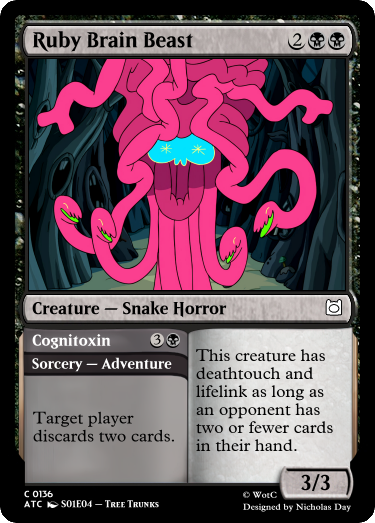 Ruby Brain Beast 2
Creature — Snake Horror
Cognitoxin 3
Sorcery — Adventure
Target player
discards two cards.
This creature has
deathtouch and
lifelink as long as
an opponent has
two or fewer cards
in their hand.
3/3
C 0136
ATC S01E04 – Tree Trunks
© WotC
Designed by Nicholas Day